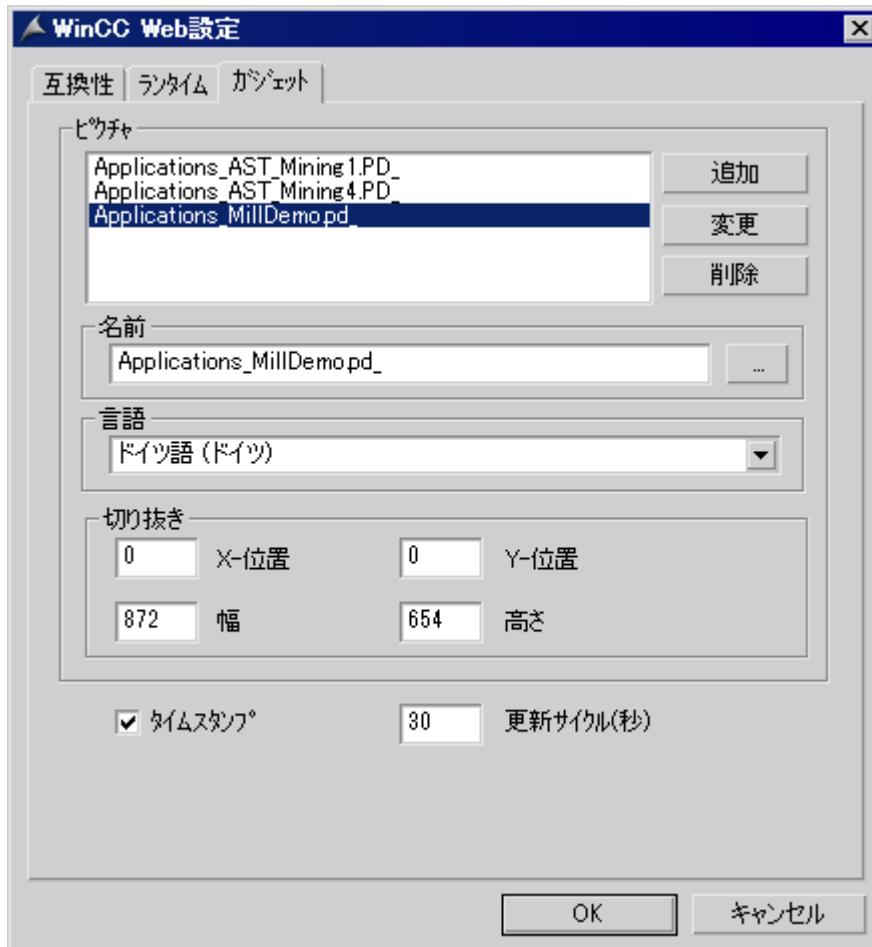 WinCC Web設定
互換性 ﾗﾝﾀｲﾑ ｶﾞｼﾞｪｯﾄ
ﾋﾟｸﾁｬ
Applications_AST_Mining1.PD_
Applications_AST_Mining4.PD_
Applications_MillDemo.pd_
追加
変更
削除
名前
Applications_MillDemo.pd_
...
言語
ドイツ語 (ドイツ)
切り抜き
0 X-位置 0 Y-位置
872 幅 654 高さ
ﾀｲﾑｽﾀﾝﾌﾟ 30 更新ｻｲｸﾙ(秒)
OK キャンセル